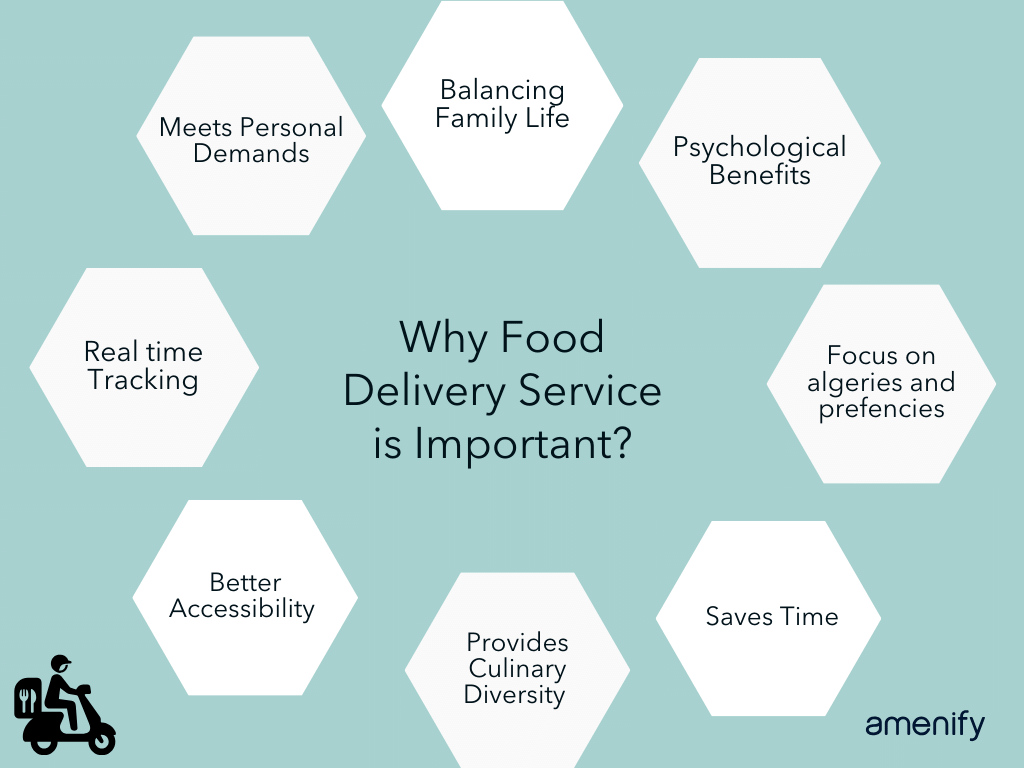 Balancing
Family Life
Meets Personal
Demands
Psychological
Benefits
Why Food
Delivery Service
is Important?
Real time
Tracking
Focus on
algeries and
prefencies
Better
Accessibility
Saves Time
Provides
Culinary
Diversity
amenify